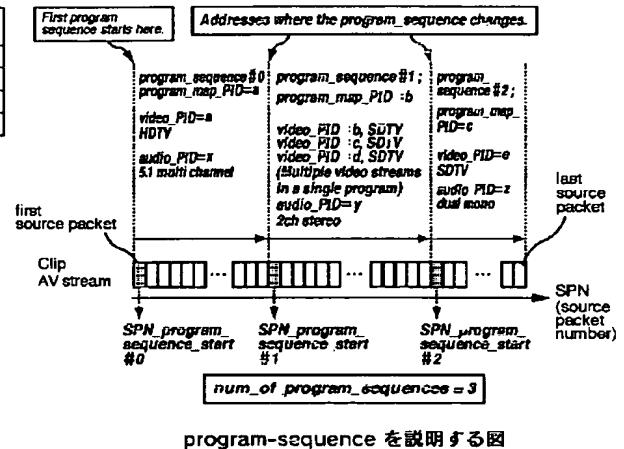 First program
sequence starts here.
Addresses where the program_sequence changes.
program_sequence#0
program_map_PID=a
video_PID=a
HDTV
audio_PID=x
5.1 multi channel
program_sequence#1 ;
program_map_PID :b
video_PID :b, SDTV
video_PID :c, SDTV
video_PID :d, SDTV
(Multiple video streams
in a single program)
audio_PID=y
2ch stereo
program_
sequence#2;
program_map_
PID=c
video_PID=e
SDTV
audio PID=z
dual mono
first
source packet
last
source
packet
Clip
AV stream
...
...
...
SPN
(source
packet
number)
SPN_program_
sequence_start
#0
SPN_program_
sequence_start
#1
SPN_program_
sequence_start
#2
num_of_program_sequences = 3
program-sequence を説明する図